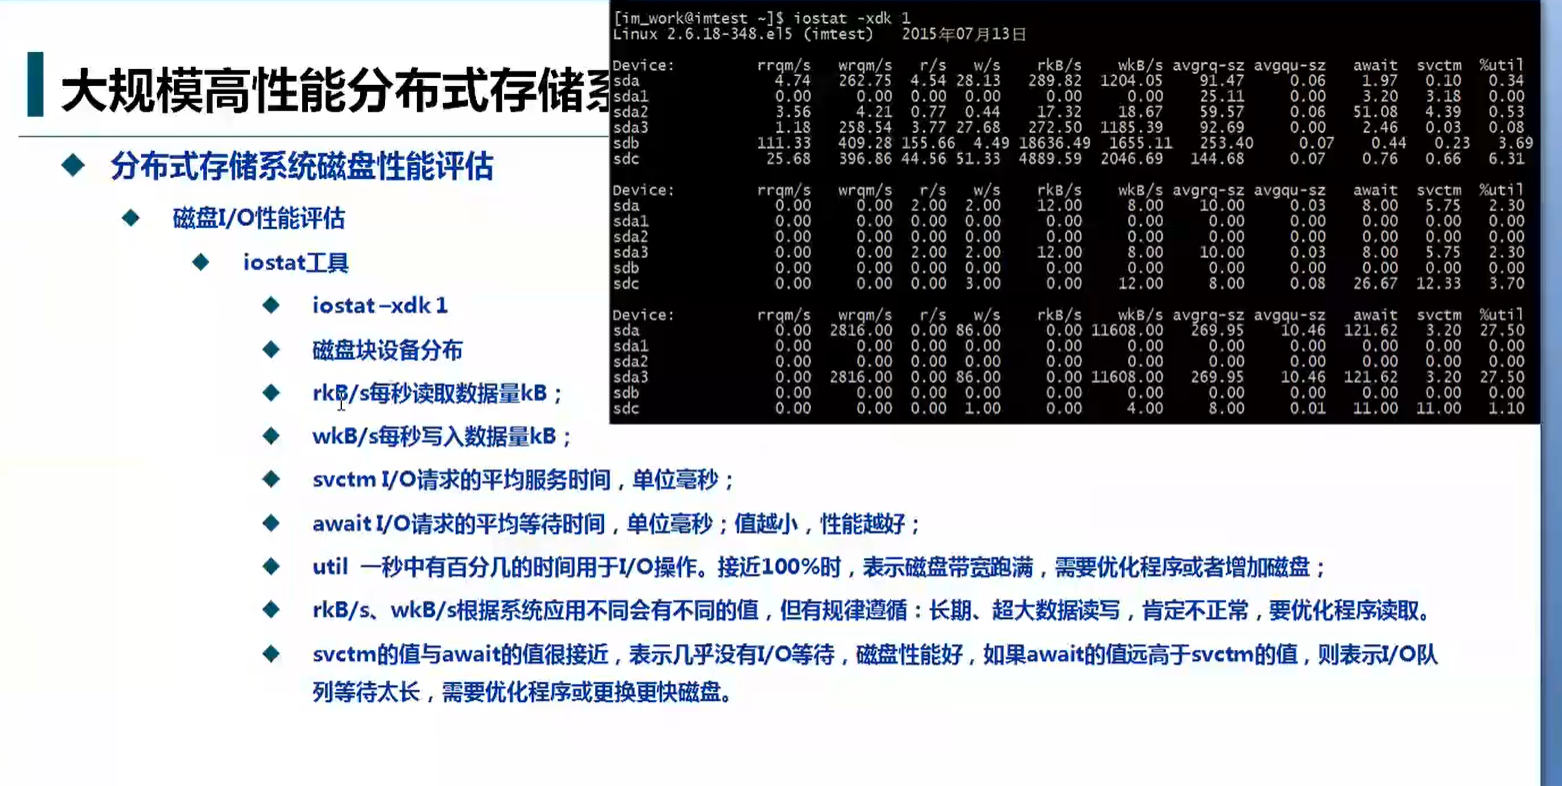 [im_work@imtest ~]$ iostat -xdk 1
Linux 2.6.18-348.el5 (imtest) 2015年07月13日
Device: rrqm/s wrqm/s r/s w/s rkB/s wkB/s avgrq-sz avgqu-sz await svctm %util
sda 4.74 262.75 4.54 28.13 289.82 1204.05 91.47 0.06 1.97 0.10 0.34
sda1 0.00 0.00 0.00 0.00 0.00 0.00 25.11 0.00 3.20 3.18 0.00
sda2 3.56 4.21 0.77 0.44 17.32 18.67 59.57 0.06 51.08 4.39 0.53
sda3 1.18 258.54 3.77 27.68 272.50 1185.39 92.69 0.00 2.46 0.03 0.08
sdb 111.33 409.28 155.66 4.49 18636.49 1655.11 253.40 0.07 0.44 0.23 3.69
sdc 25.68 396.86 44.56 51.33 4889.59 2046.69 144.68 0.07 0.76 0.66 6.31
Device: rrqm/s wrqm/s r/s w/s rkB/s wkB/s avgrq-sz avgqu-sz await svctm %util
sda 0.00 0.00 2.00 2.00 12.00 8.00 10.00 0.03 8.00 5.75 2.30
sda1 0.00 0.00 0.00 0.00 0.00 0.00 0.00 0.00 0.00 0.00 0.00
sda2 0.00 0.00 0.00 0.00 0.00 0.00 0.00 0.00 0.00 0.00 0.00
sda3 0.00 0.00 2.00 2.00 12.00 8.00 10.00 0.03 8.00 5.75 2.30
sdb 0.00 0.00 0.00 0.00 0.00 0.00 0.00 0.00 0.00 0.00 0.00
sdc 0.00 0.00 0.00 3.00 0.00 12.00 8.00 0.08 26.67 12.33 3.70
Device: rrqm/s wrqm/s r/s w/s rkB/s wkB/s avgrq-sz avgqu-sz await svctm %util
sda 0.00 2816.00 0.00 86.00 0.00 11608.00 269.95 10.46 121.62 3.20 27.50
sda1 0.00 0.00 0.00 0.00 0.00 0.00 0.00 0.00 0.00 0.00 0.00
sda2 0.00 0.00 0.00 0.00 0.00 0.00 0.00 0.00 0.00 0.00 0.00
sda3 0.00 2816.00 0.00 86.00 0.00 11608.00 269.95 10.46 121.62 3.20 27.50
sdb 0.00 0.00 0.00 0.00 0.00 0.00 0.00 0.00 0.00 0.00 0.00
sdc 0.00 0.00 0.00 1.00 0.00 4.00 8.00 0.01 11.00 11.00 1.10
大规模高性能分布式存储系
分布式存储系统磁盘性能评估
磁盘I/O性能评估
iostat工具
iostat –xdk 1
磁盘块设备分布
rkB/s每秒读取数据量kB；
wkB/s每秒写入数据量kB；
svctm I/O请求的平均服务时间，单位毫秒；
await I/O请求的平均等待时间，单位毫秒；值越小，性能越好；
util 一秒中有百分几的时间用于I/O操作。接近100%时，表示磁盘带宽跑满，需要优化程序或者增加磁盘；
rkB/s、wkB/s根据系统应用不同会有不同的值，但有规律遵循：长期、超大数据读写，肯定不正常，要优化程序读取。
svctm的值与await的值很接近，表示几乎没有I/O等待，磁盘性能好，如果await的值远高于svctm的值，则表示I/O队
列等待太长，需要优化程序或更换更快磁盘。